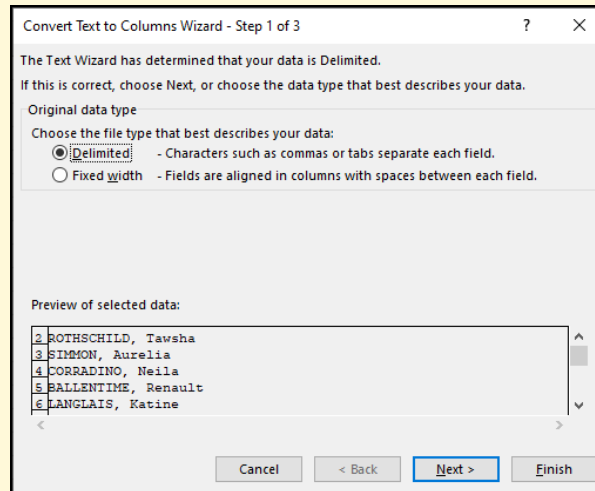 Convert Text to Columns Wizard - Step 1 of 3 ? ×
The Text Wizard has determined that your data is Delimited.
If this is correct, choose Next, or choose the data type that best describes your data.
Original data type
Choose the file type that best describes your data:
Delimited - Characters such as commas or tabs separate each field.
Fixed width - Fields are aligned in columns with spaces between each field.
Preview of selected data:
2 ROTHSCHILD, Tawsha
3 SIMMON, Aurelia
4 CORRADINO, Neila
5 BALLENTIME, Renault
6 LANGLAIS, Katine
Cancel < Back Next > Finish